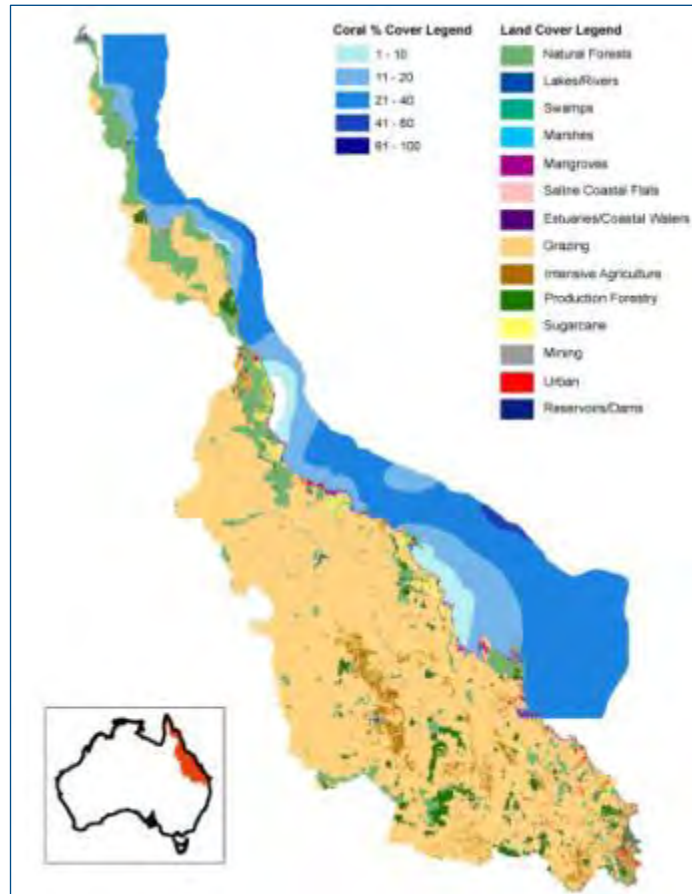 Coral % Cover Legend
1 - 10
11 - 20
21 - 40
41 - 60
61 - 100
Land Cover Legend
Natural Forests
Lakes/Rivers
Swamps
Marshes
Mangroves
Saline Coastal Flats
Estuaries/Coastal Waters
Grazing
Intensive Agriculture
Production Forestry
Sugarcane
Mining
Urban
Reservoirs/Dams